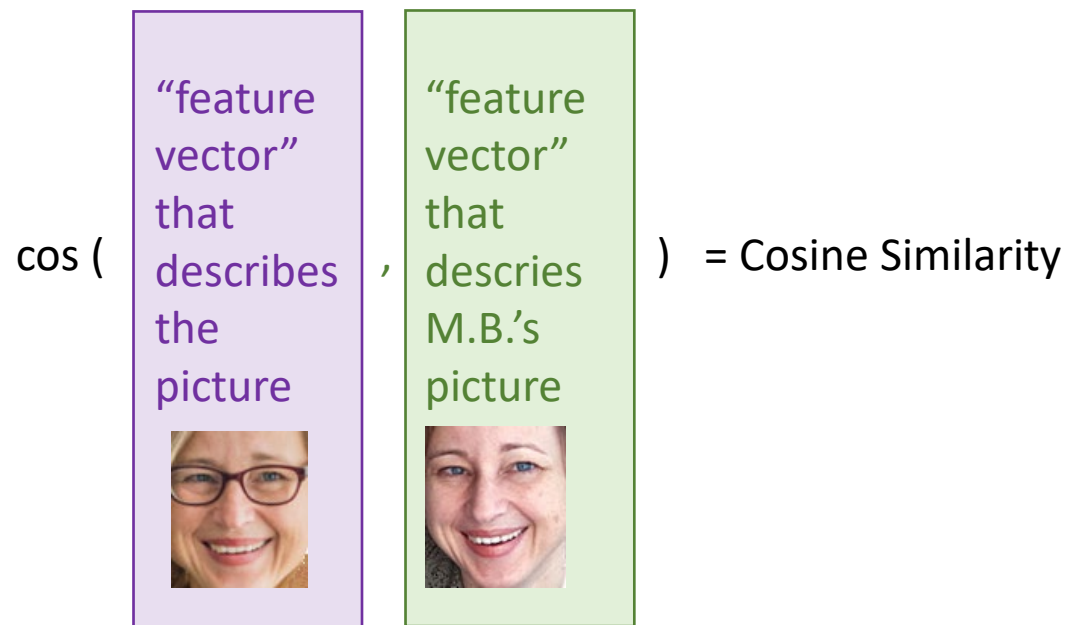 “feature
vector”
that
describes
the
picture
“feature
vector”
that
descries
M.B.’s
picture
cos ( , ) = Cosine Similarity